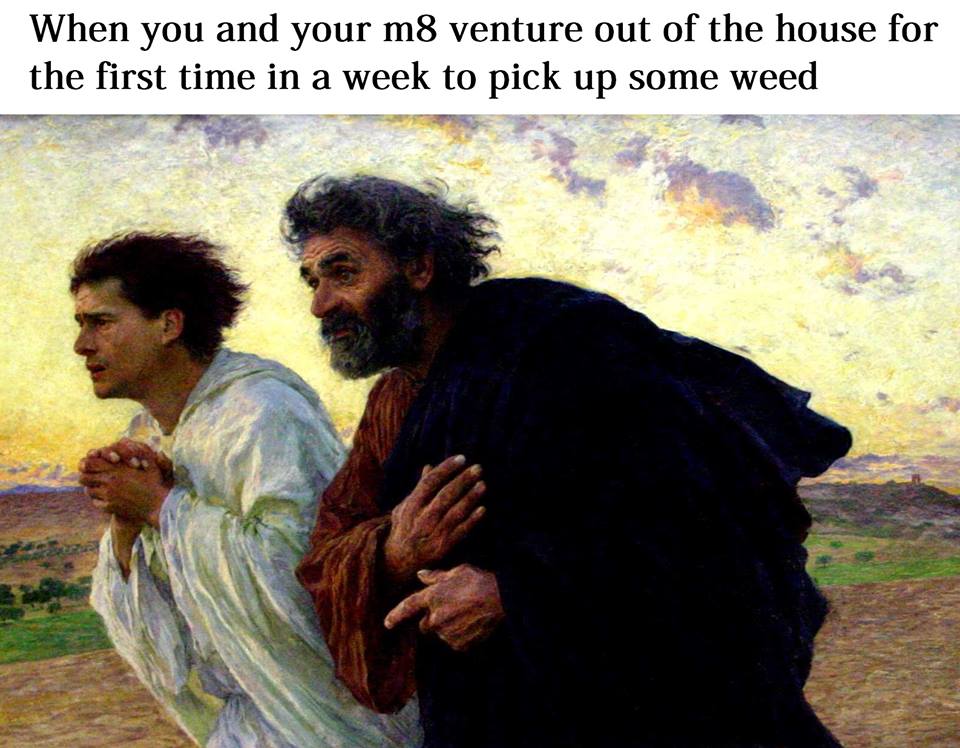 When you and your m8 venture out of the house for
the first time in a week to pick up some weed